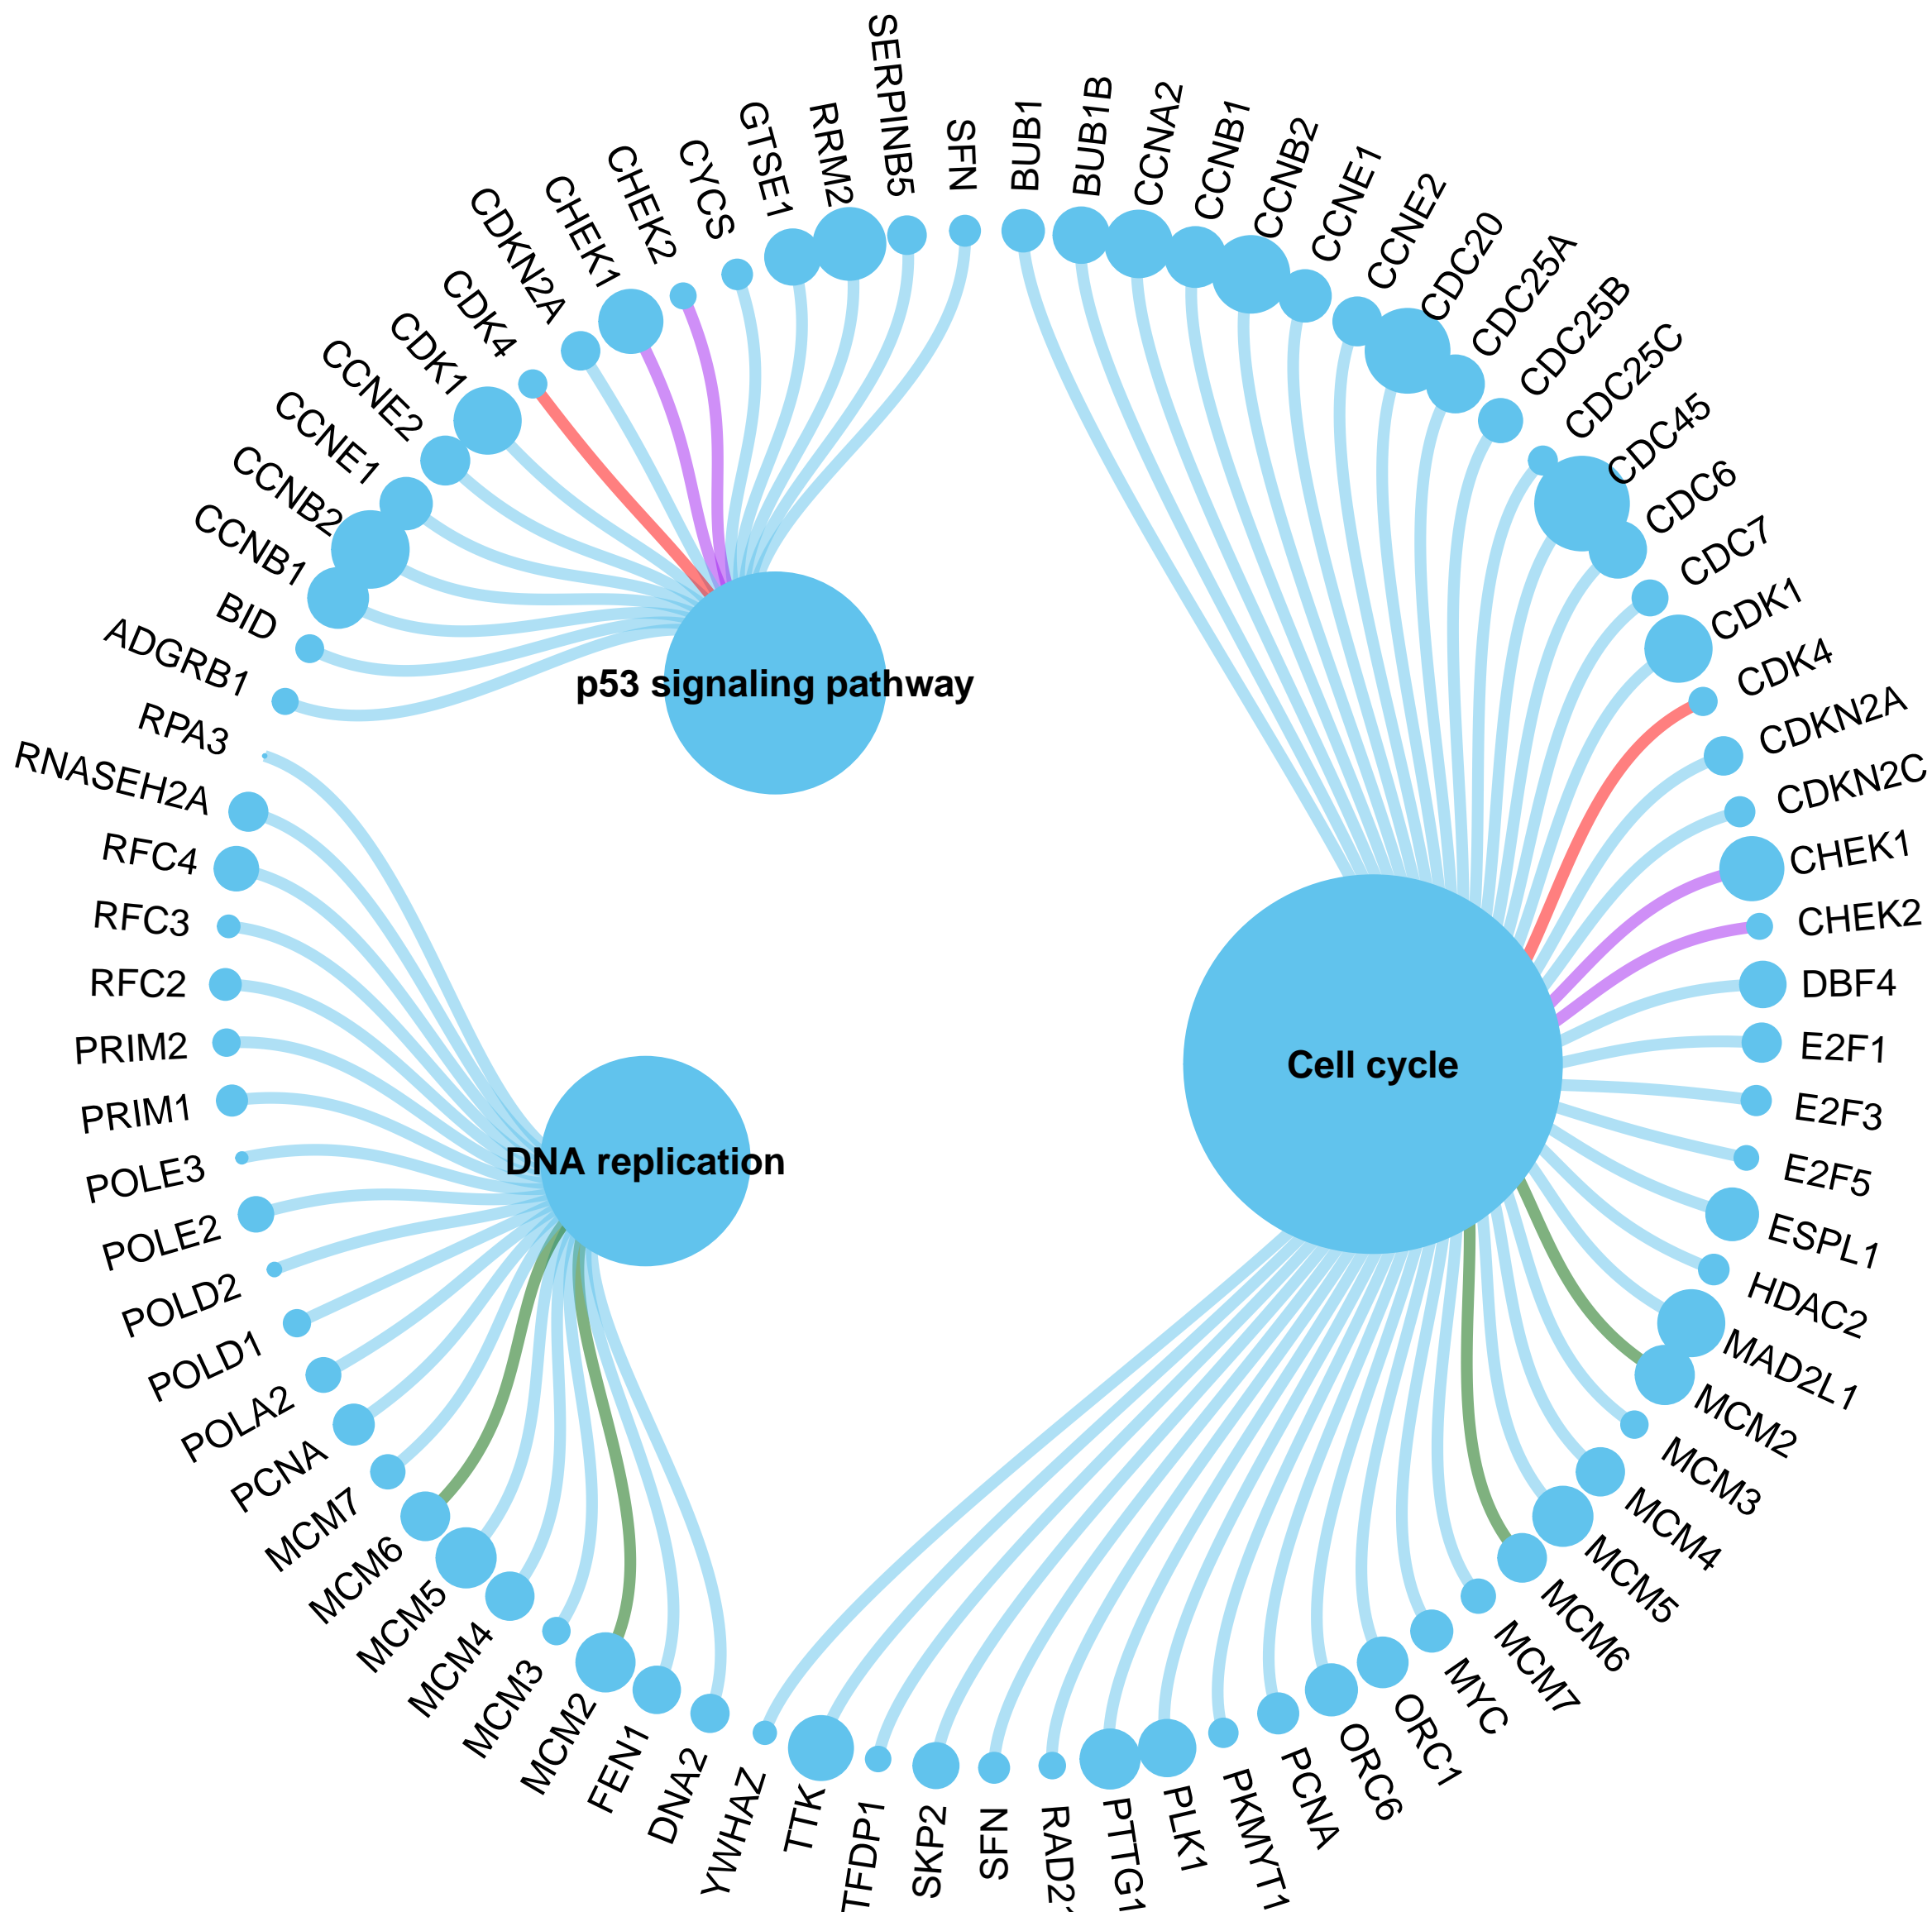 SERPINB5
SFN
BUB1
BUB1B
CCNA2
CCNB1
CCNB2
CCNE1
CCNE2
CDC20
CDC25A
CDC25B
CDC25C
CDC45
CDC6
CDC7
CDK1
CDK4
CDKN2A
CDKN2C
CHEK1
CHEK2
DBF4
E2F1
E2F3
E2F5
ESPL1
HDAC2
MAD2L1
MCM2
MCM3
MCM4
MCM5
MCM6
MCM7
MYC
ORC1
ORC6
PCNA
PKMYT1
PLK1
PTTG1
SFN
SKP2
TFDP1
TTK
YWHAZ
DNA2
FEN1
MCM2
MCM3
MCM4
MCM5
MCM6
MCM7
PCNA
POLA2
POLD1
POLD2
POLE2
POLE3
PRIM1
PRIM2
RFC2
RFC3
RFC4
RNASEH2A
RPA3
ADGRB1
BID
CCNB1
CCNB2
CCNE1
CCNE2
CDK1
CDK4
CDKN2A
CHEK1
CHEK2
CYCS
GTSE1
RRM2
p53 signaling pathway
Cell cycle
DNA replication